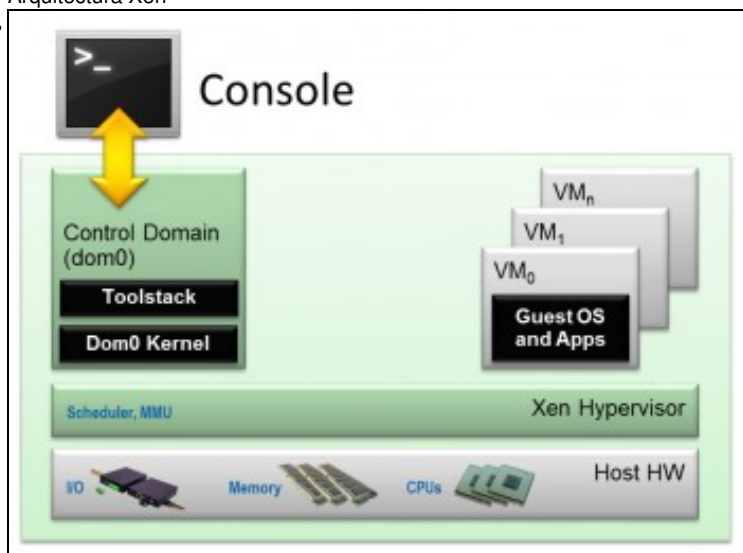 Arquitectura Xen
>_
Console
Control Domain
(dom0)
Toolstack
Dom0 Kernel
VMn
VM1
VM0
Guest OS
and Apps
Scheduler, MMU
Xen Hypervisor
I/O
Memory
CPUs
Host HW